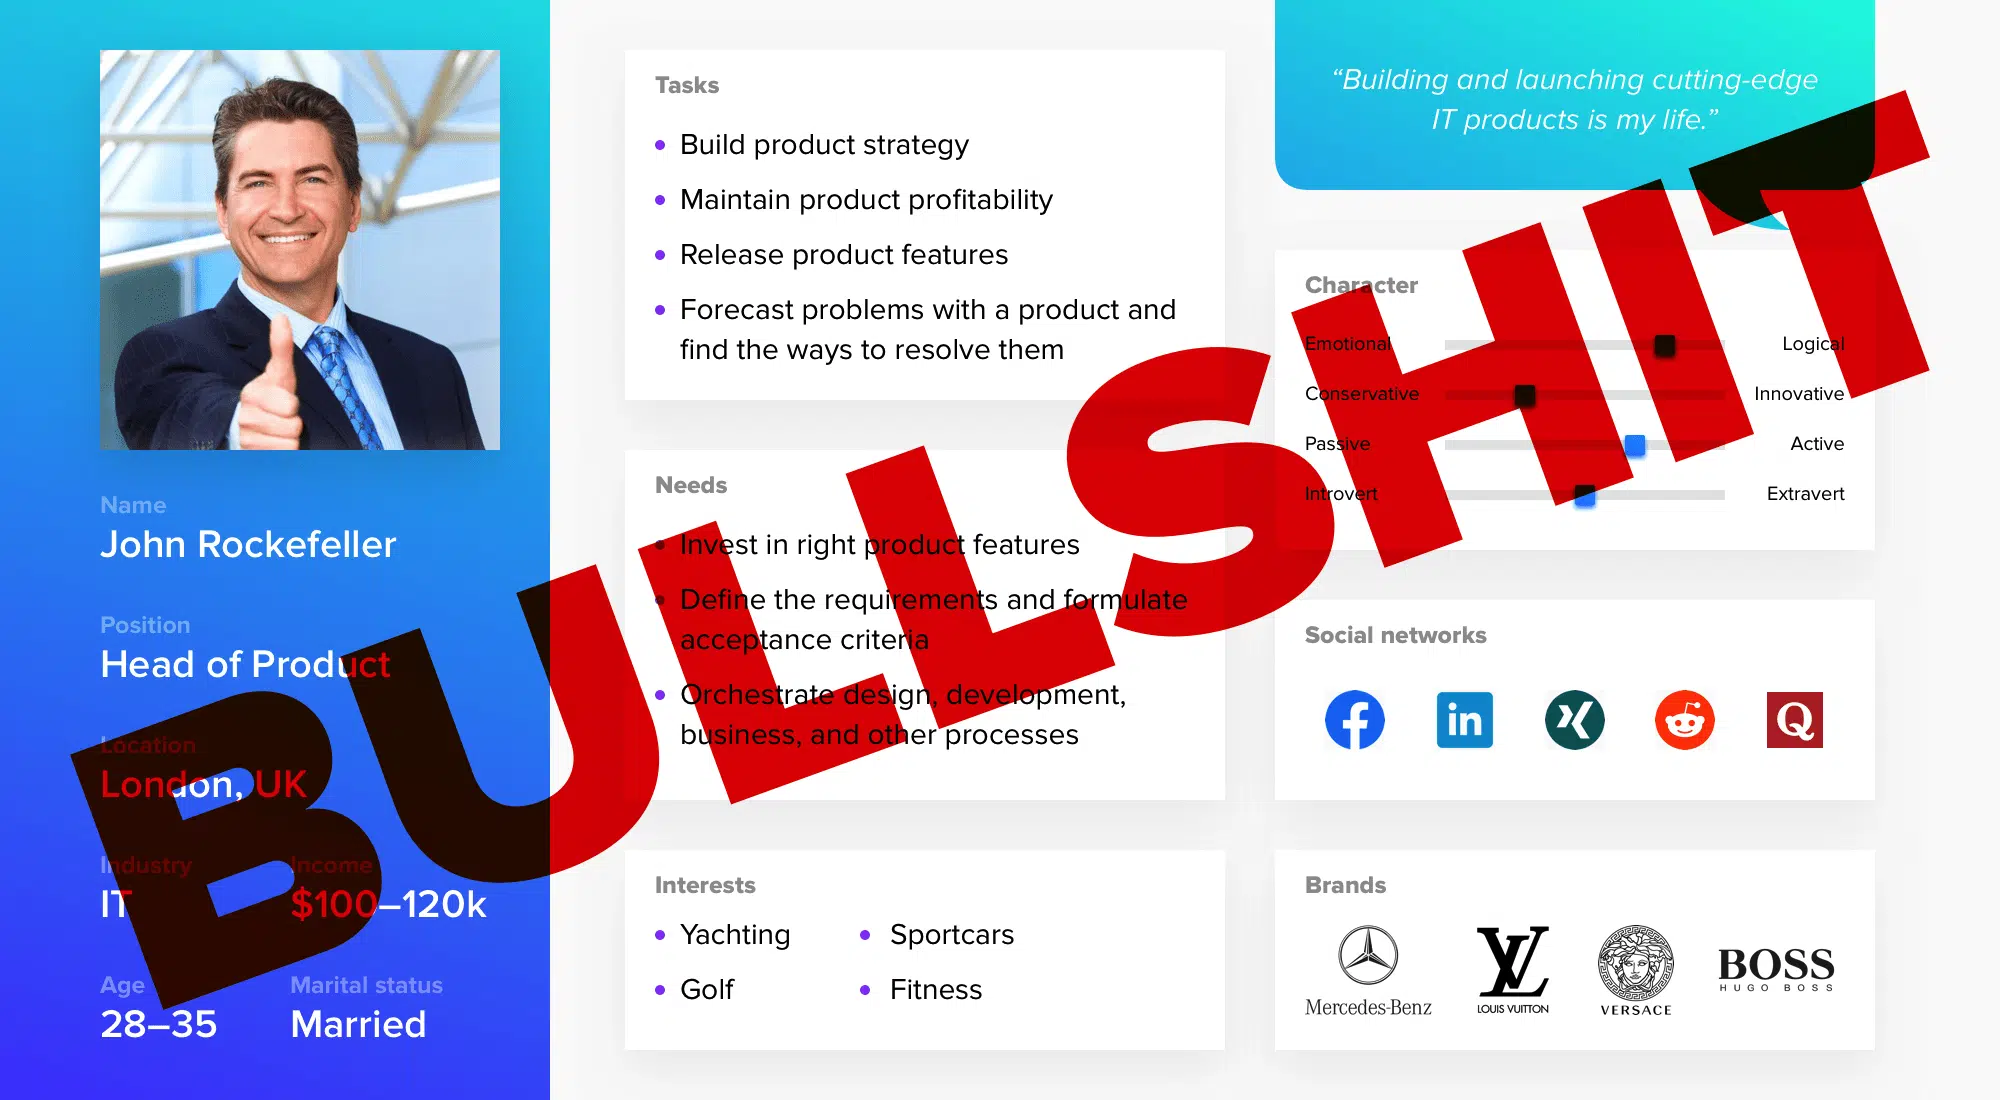 Name
John Rockefeller
Position
Head of Product
Location
London, UK
Industry
Income
IT
$100–120k
Age
Marital status
28–35
Married
Tasks
Build product strategy
Maintain product profitability
Release product features
Forecast problems with a product and
find the ways to resolve them
Needs
Invest in right product features
Define the requirements and formulate
acceptance criteria
Orchestrate design, development,
business, and other processes
Interests
Yachting
Sportcars
Golf
Fitness
“Building and launching cutting-edge
IT products is my life.”
Character
Emotional
Logical
Conservative
Innovative
Passive
Active
Introvert
Extravert
Social networks
f
in
Q
Brands
Mercedes-Benz
LV
LOUIS VUITTON
VERSACE
BOSS
HUGO BOSS
BULLSHIT